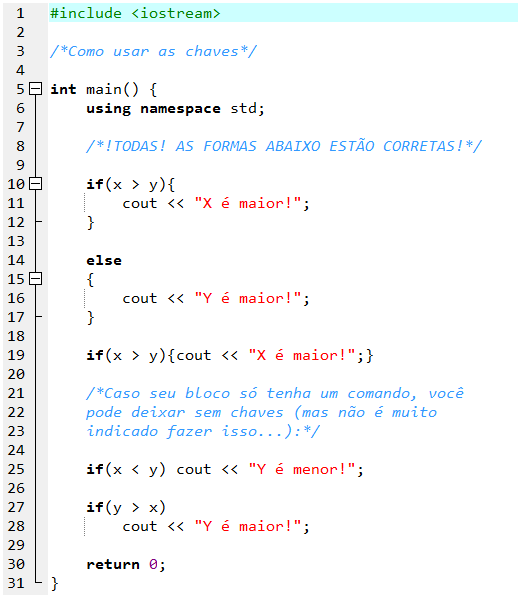 1 #include <iostream>
2
3 /*Como usar as chaves*/
4
5 int main() {
6 using namespace std;
7
8 /*!TODAS! AS FORMAS ABAIXO ESTÃO CORRETAS!*/
9
10 if(x > y){
11 cout << "X é maior!";
12 }
13
14 else
15 {
16 cout << "Y é maior!";
17 }
18
19 if(x > y){cout << "X é maior!";}
20
21 /*Caso seu bloco só tenha um comando, você
22 pode deixar sem chaves (mas não é muito
23 indicado fazer isso...):*/
24
25 if(x < y) cout << "Y é menor!";
26
27 if(y > x)
28 cout << "Y é maior!";
29
30 return 0;
31 }